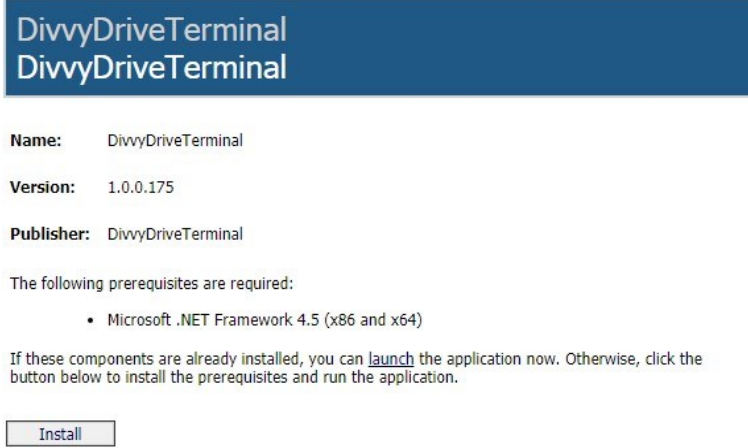 DivvyDriveTerminal
DivvyDriveTerminal
Name: DivvyDriveTerminal
Version: 1.0.0.175
Publisher: DivvyDriveTerminal
The following prerequisites are required:
• Microsoft .NET Framework 4.5 (x86 and x64)
If these components are already installed, you can launch the application now. Otherwise, click the
button below to install the prerequisites and run the application.
Install